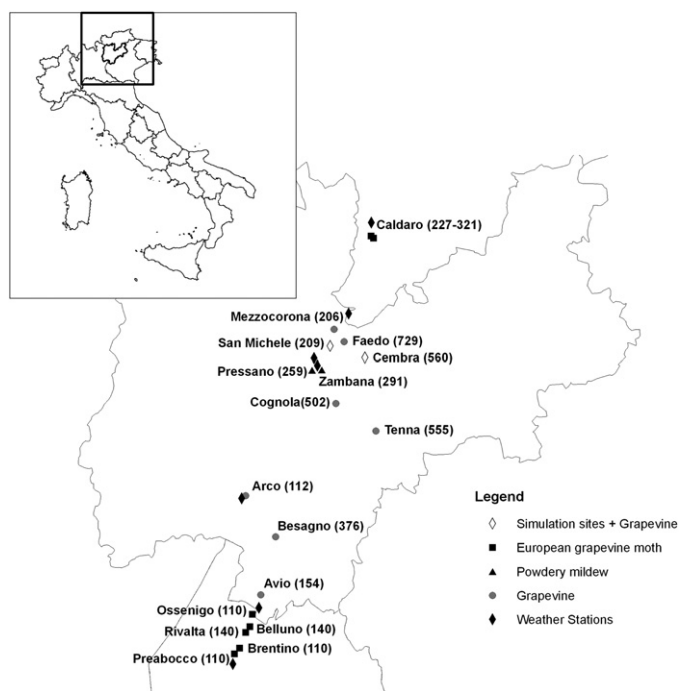 Caldaro (227-321)
Mezzocorona (206)
San Michele (209)
Faedo (729)
Cembra (560)
Pressano (259)
Zambana (291)
Cognola(502)
Tenna (555)
Arco (112)
Besagno (376)
Avio (154)
Ossenigo (110)
Rivalta (140)
Belluno (140)
Brentino (110)
Preabocco (110)
Legend
Simulation sites + Grapevine
European grapevine moth
Powdery mildew
Grapevine
Weather Stations